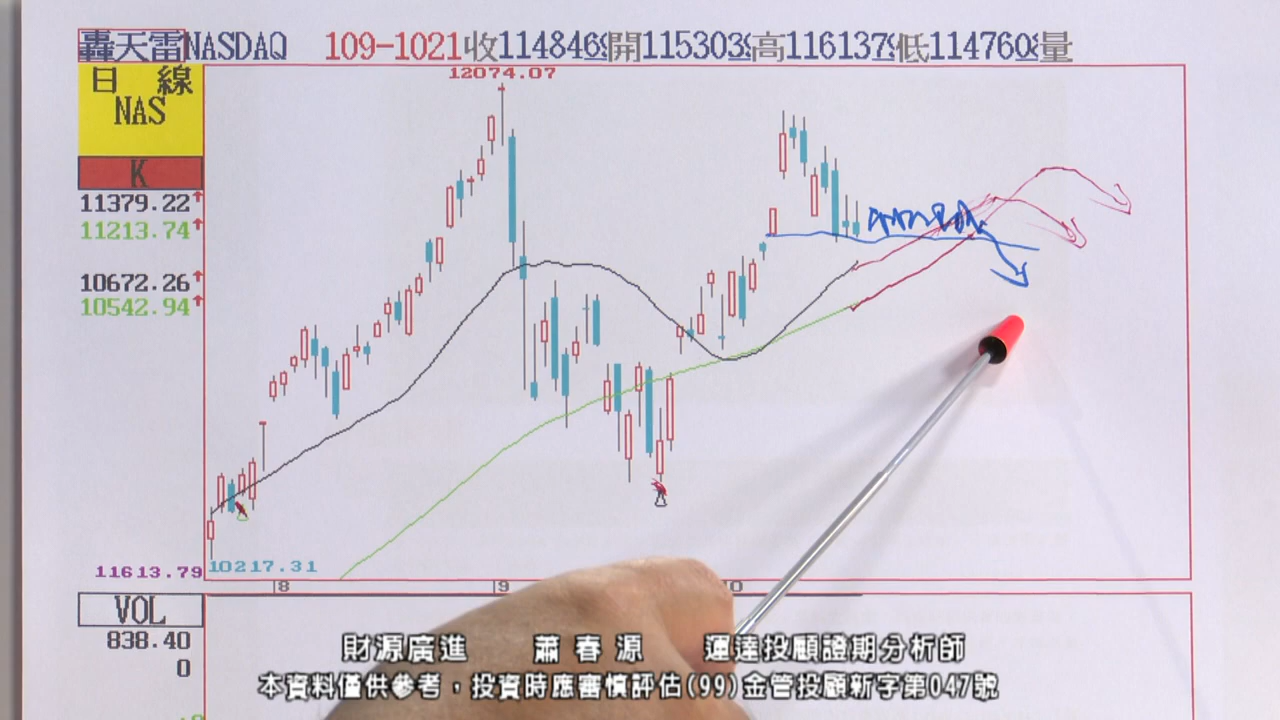 轟天雷NASDAQ 109-1021收114846開115303高116137低114760量
12074.07
日 線
NAS
K
11379.22↑
11213.74↑
10672.26↑
10542.94↑
11613.79
10217.31
8 9 10
VOL
838.40
0
財源廣進 蕭春源 運達投顧證期分析師
本資料僅供參考，投資時應審慎評估(99)金管投顧新字第047號